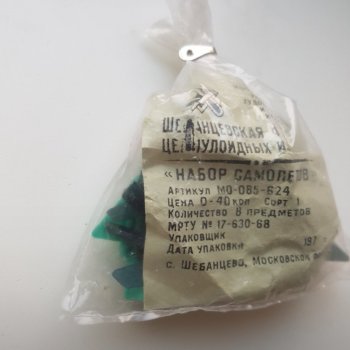 ШЕБАНЦЕВСКАЯ
ЦЕЛЛУЛОИДНЫХ
«НАБОР САМОЛЕТОВ»
АРТИКУЛ МО-085-624
ЦЕНА 0-40 КОП СОРТ 1
КОЛИЧЕСТВО 8 ПРЕДМЕТОВ
МРТУ № 17-630-68
УПАКОВЩИК
ДАТА УПАКОВКИ 197
с. ШЕБАНЦЕВО, МОСКОВСКОЙ